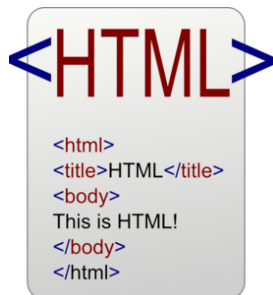 <HTML>
<html>
<title>HTML</title>
<body>
This is HTML!
</body>
</html>